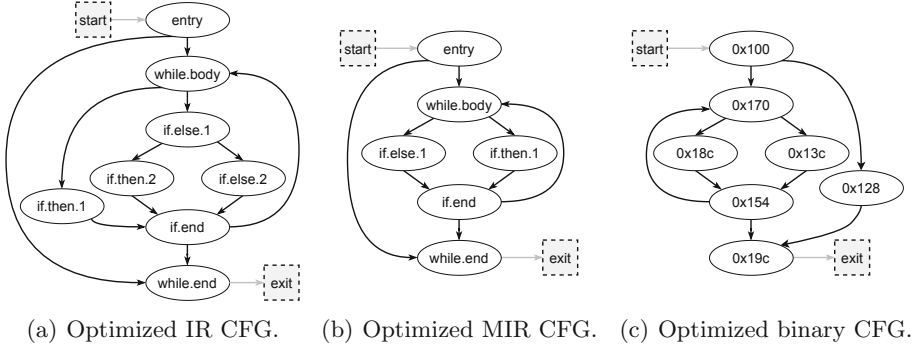 start
entry
while.body
if.else.1
if.then.2
if.else.2
if.then.1
if.end
while.end
exit
(a) Optimized IR CFG.
start
entry
while.body
if.else.1
if.then.1
if.end
while.end
exit
(b) Optimized MIR CFG.
start
0x100
0x170
0x18c
0x13c
0x128
0x154
0x19c
exit
(c) Optimized binary CFG.